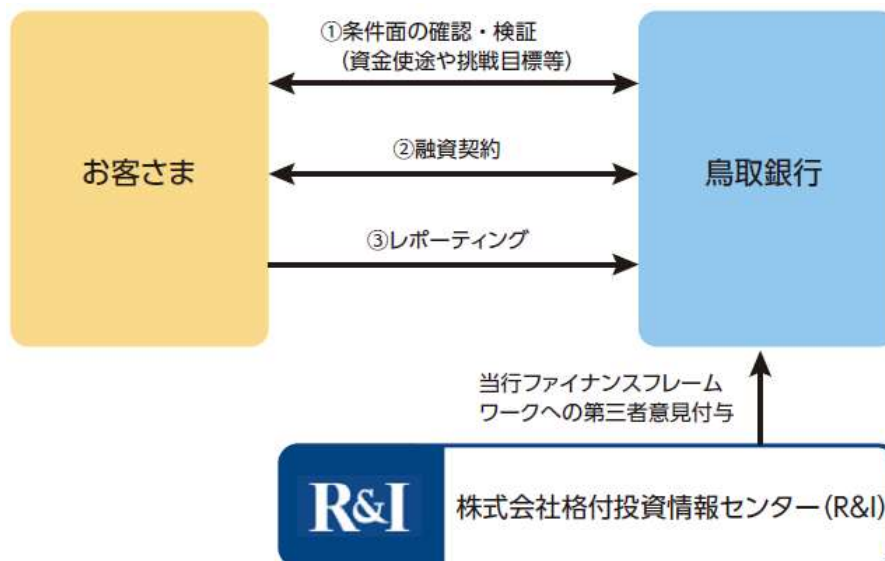 ①条件面の確認・検証
(資金使途や挑戦目標等)
お客さま
②融資契約
鳥取銀行
③レポーティング
当行ファイナンスフレーム
ワークへの第三者意見付与
R&I
株式会社格付投資情報センター(R&I)